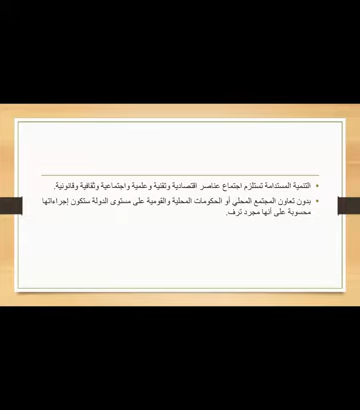 التنمية المستدامة تستلزم اجتماع عناصر اقتصادية وتقنية وعلمية واجتماعية وثقافية وقانونية.
بدون تعاون المجتمع المحلي أو الحكومات المحلية والقومية على مستوى الدولة ستكون إجراءاتها
محسوبة على أنها مجرد ترف.